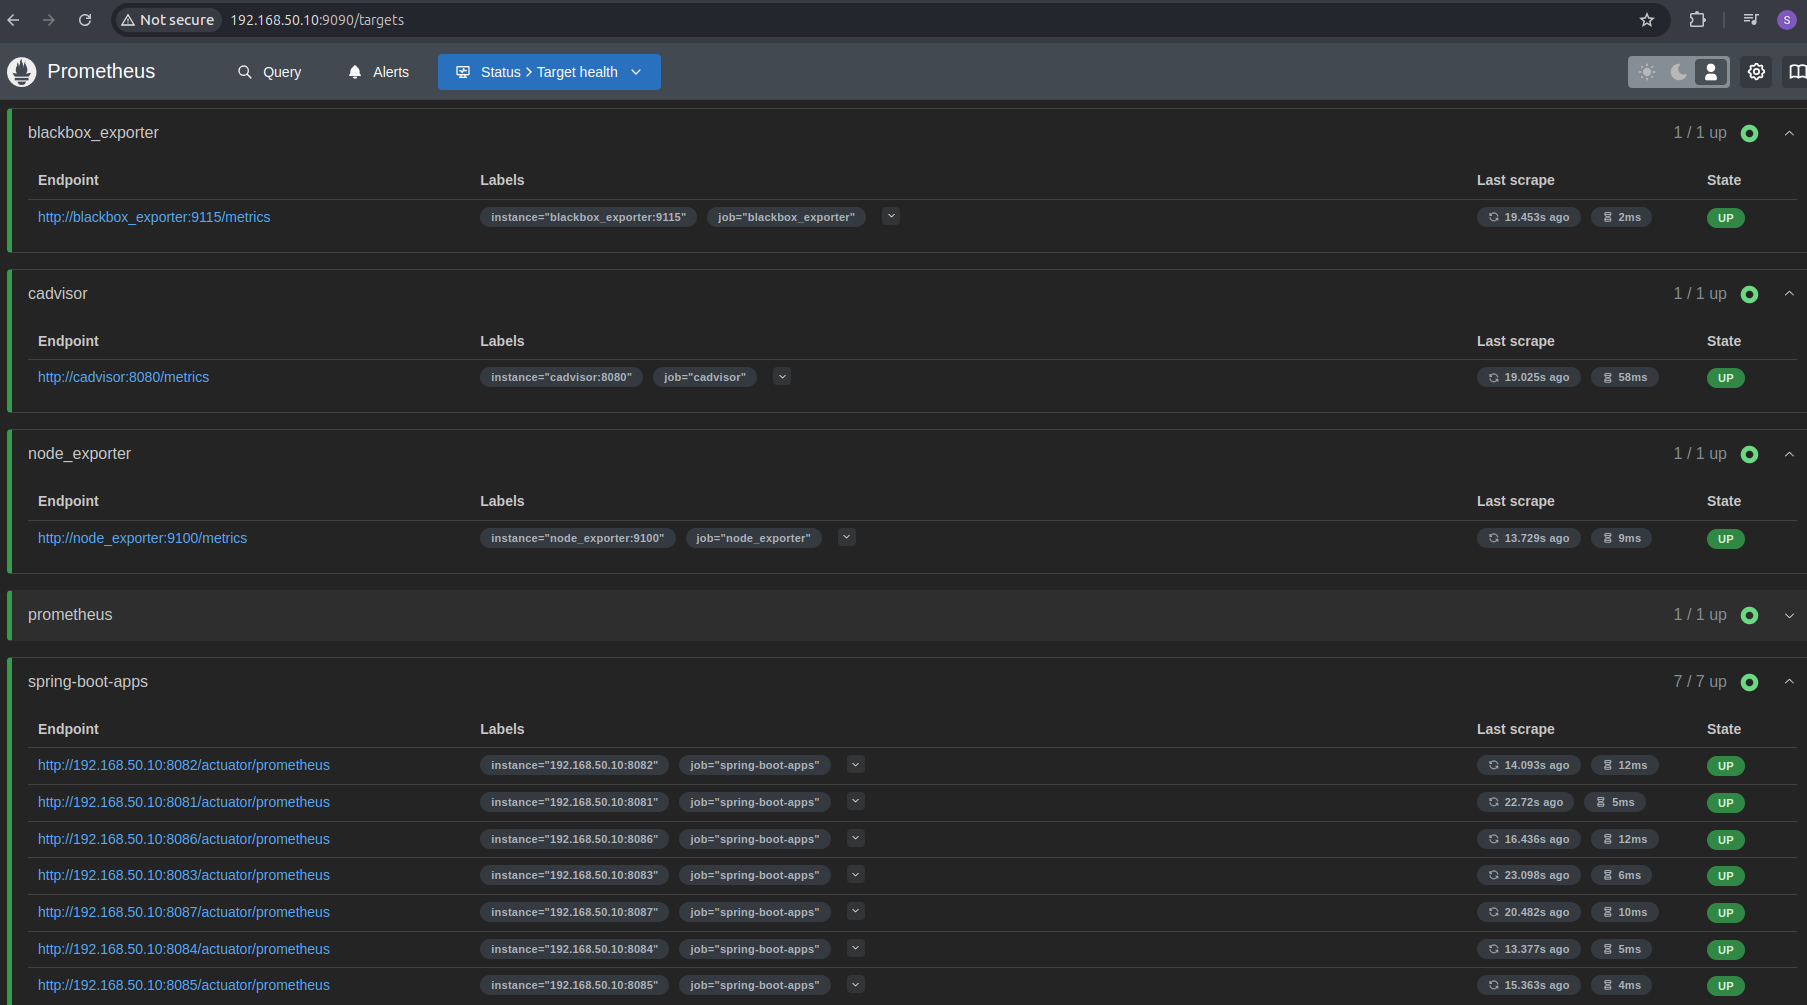 Not secure 192.168.50.10:9090/targets S
Prometheus Query Alerts Status > Target health
blackbox_exporter 1 / 1 up
Endpoint Labels Last scrape State
http://blackbox_exporter:9115/metrics instance="blackbox_exporter:9115" job="blackbox_exporter" 19.453s ago 2ms UP
cadvisor 1 / 1 up
Endpoint Labels Last scrape State
http://cadvisor:8080/metrics instance="cadvisor:8080" job="cadvisor" 19.025s ago 58ms UP
node_exporter 1 / 1 up
Endpoint Labels Last scrape State
http://node_exporter:9100/metrics instance="node_exporter:9100" job="node_exporter" 13.729s ago 9ms UP
prometheus 1 / 1 up
spring-boot-apps 7 / 7 up
Endpoint Labels Last scrape State
http://192.168.50.10:8082/actuator/prometheus instance="192.168.50.10:8082" job="spring-boot-apps" 14.093s ago 12ms UP
http://192.168.50.10:8081/actuator/prometheus instance="192.168.50.10:8081" job="spring-boot-apps" 22.72s ago 5ms UP
http://192.168.50.10:8086/actuator/prometheus instance="192.168.50.10:8086" job="spring-boot-apps" 16.436s ago 12ms UP
http://192.168.50.10:8083/actuator/prometheus instance="192.168.50.10:8083" job="spring-boot-apps" 23.098s ago 6ms UP
http://192.168.50.10:8087/actuator/prometheus instance="192.168.50.10:8087" job="spring-boot-apps" 20.482s ago 10ms UP
http://192.168.50.10:8084/actuator/prometheus instance="192.168.50.10:8084" job="spring-boot-apps" 13.377s ago 5ms UP
http://192.168.50.10:8085/actuator/prometheus instance="192.168.50.10:8085" job="spring-boot-apps" 15.363s ago 4ms UP